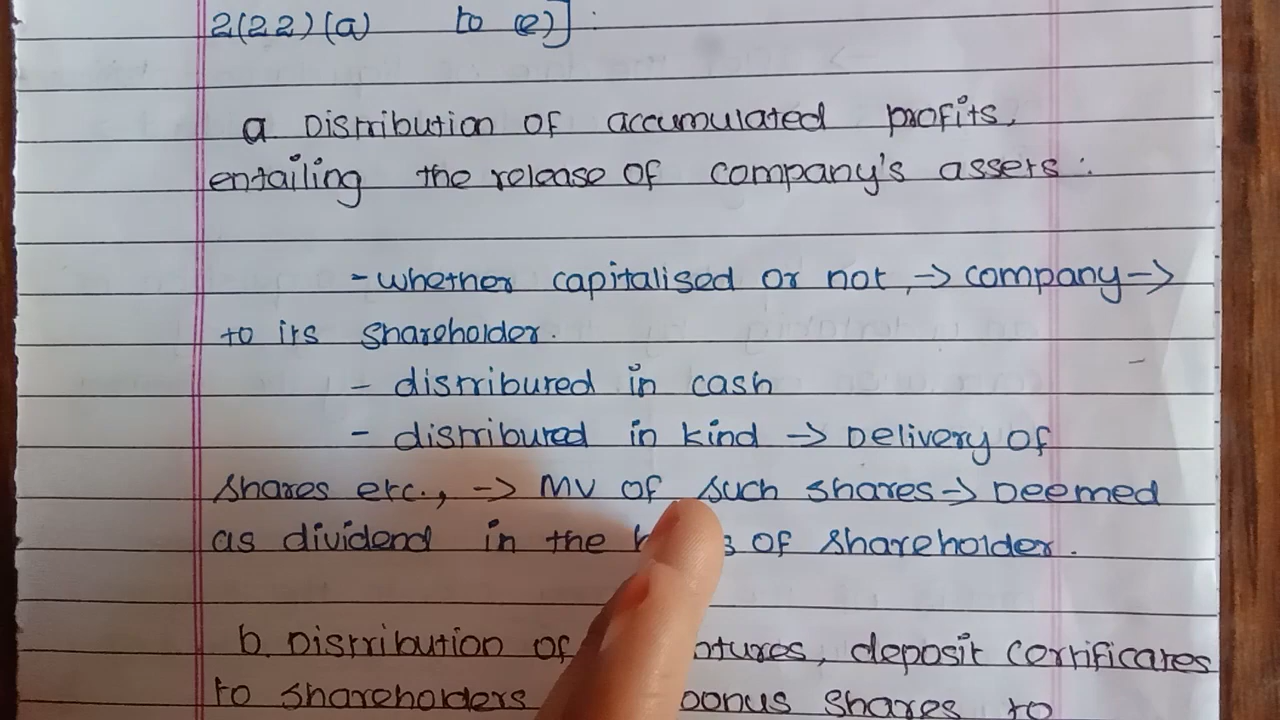 2(22)(a) to (e)] :
a Distribution of accumulated profits,
entailing the release of company's assets :
- whether capitalised or not, -> company ->
to its shareholder.
- distributed in cash
- distributed in kind -> Delivery of
shares etc., -> MV of such shares -> Deemed
as dividend in the of shareholder.
b. Distribution of deposit certificates
to shareholders bonus shares to